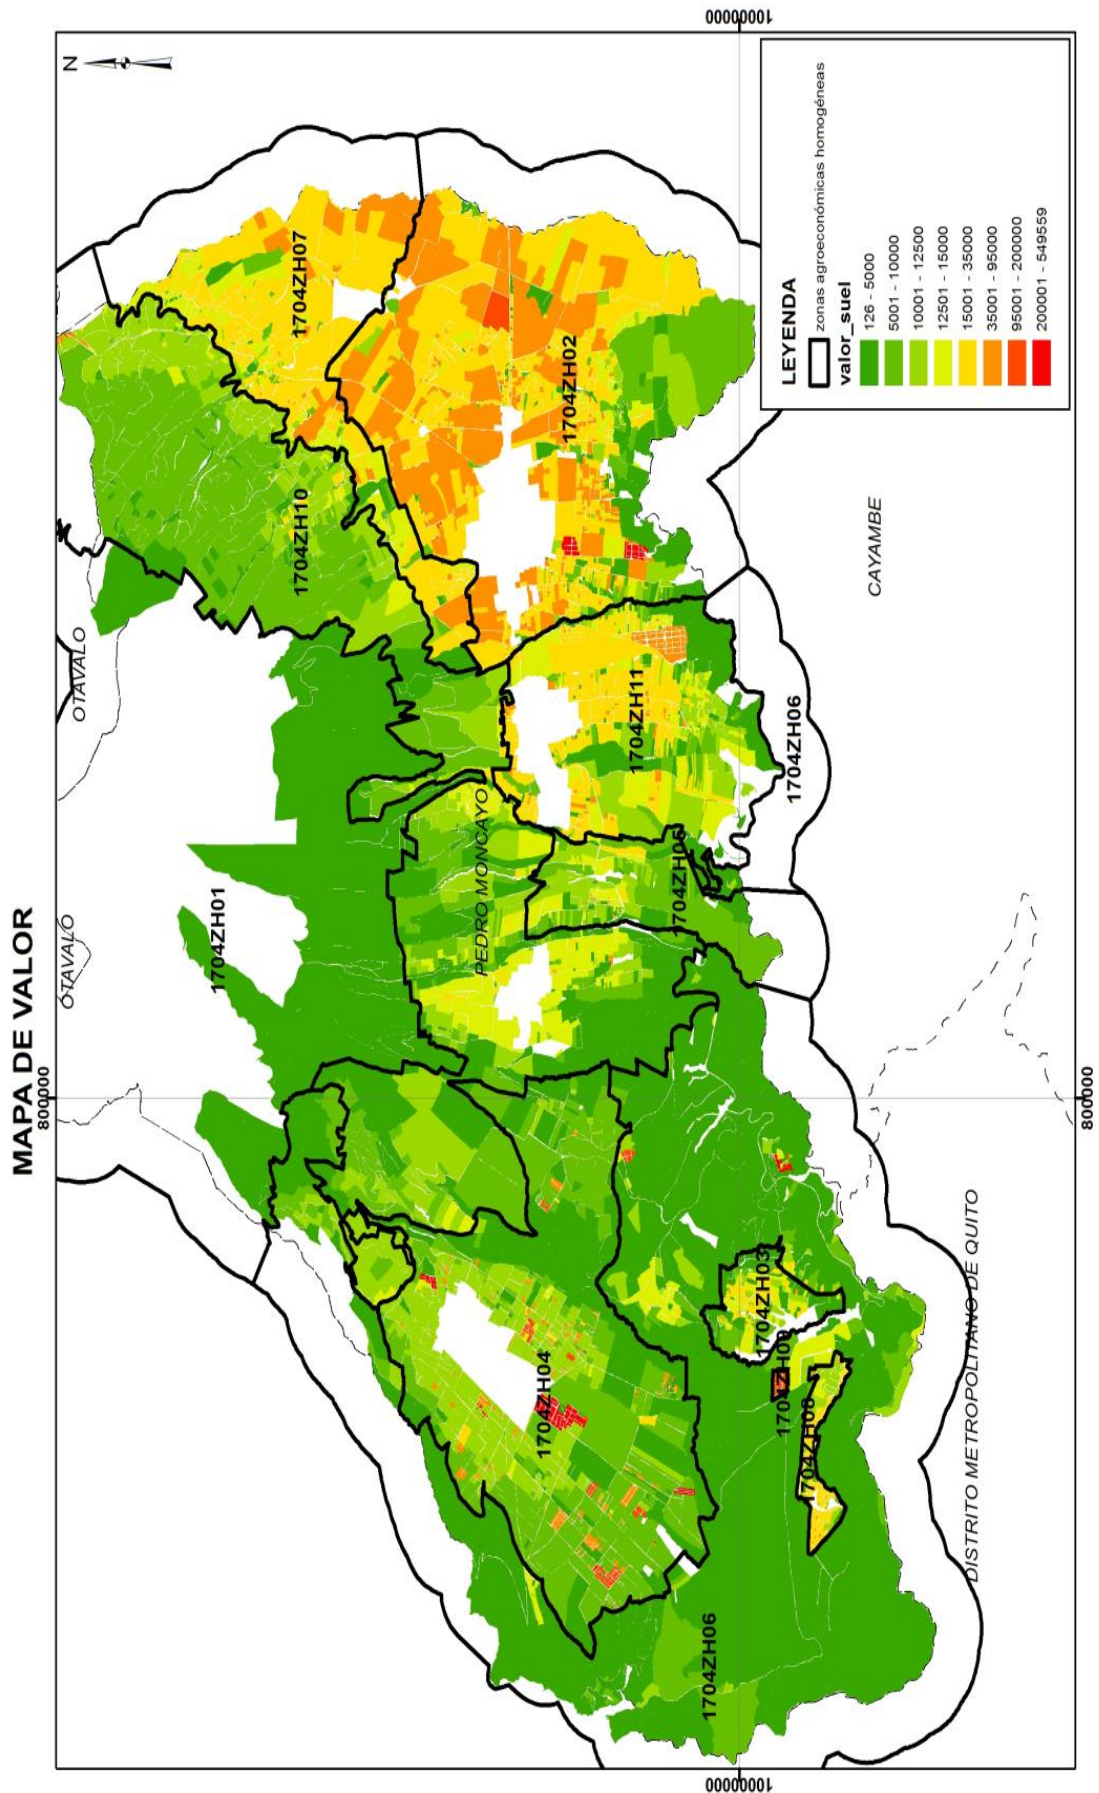 MAPA DE VALOR
800000
N
OTAVALO
OTAVALO
1704ZH01
1704ZH10
1704ZH07
1704ZH02
PEDRO MONCAYO
1704ZH11
1704ZH05
1704ZH06
1704ZH04
1704ZH03
1704ZH09
1704ZH08
1704ZH06
CAYAMBE
DISTRITO METROPOLITANO DE QUITO
10000000
10000000
800000
LEYENDA
zonas agroeconómicas homogéneas
valor_suel
126 - 5000
5001 - 10000
10001 - 12500
12501 - 15000
15001 - 35000
35001 - 95000
95001 - 200000
200001 - 549559